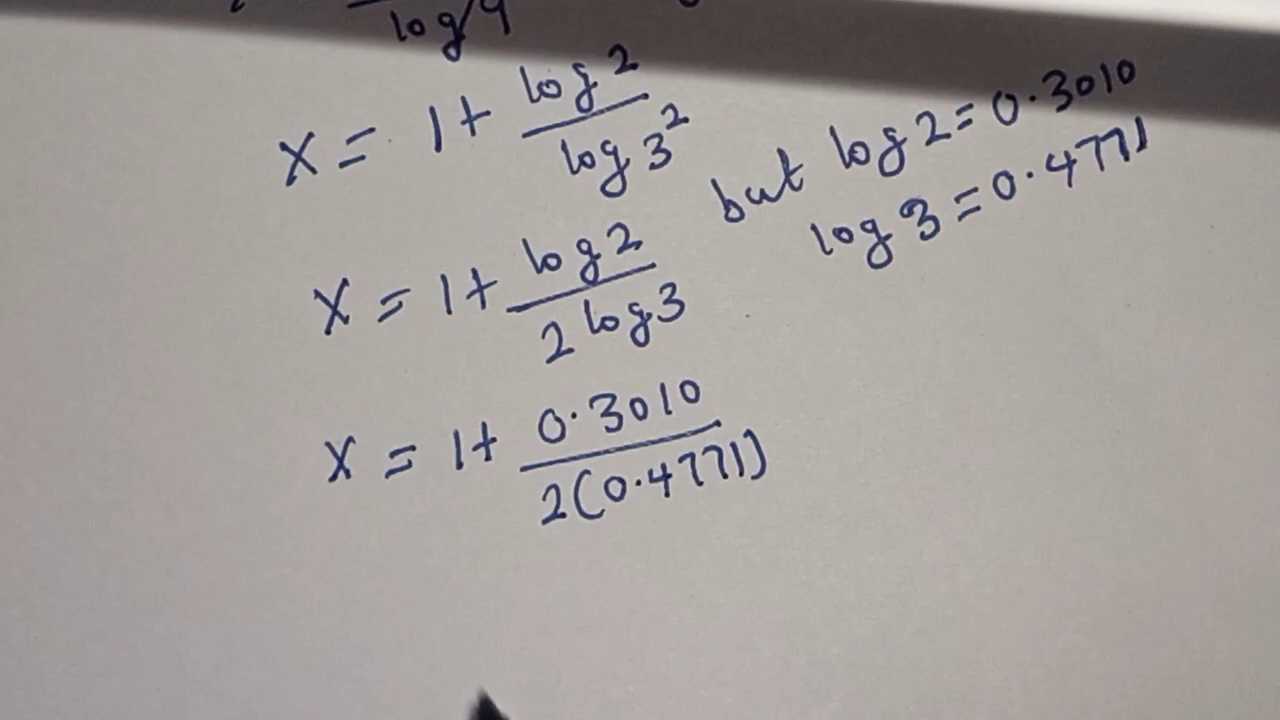 log 9
x = 1 + log 2 / log 3²
but log 2 = 0.3010
log 3 = 0.4771
x = 1 + log 2 / 2 log 3
x = 1 + 0.3010 / 2(0.4771)